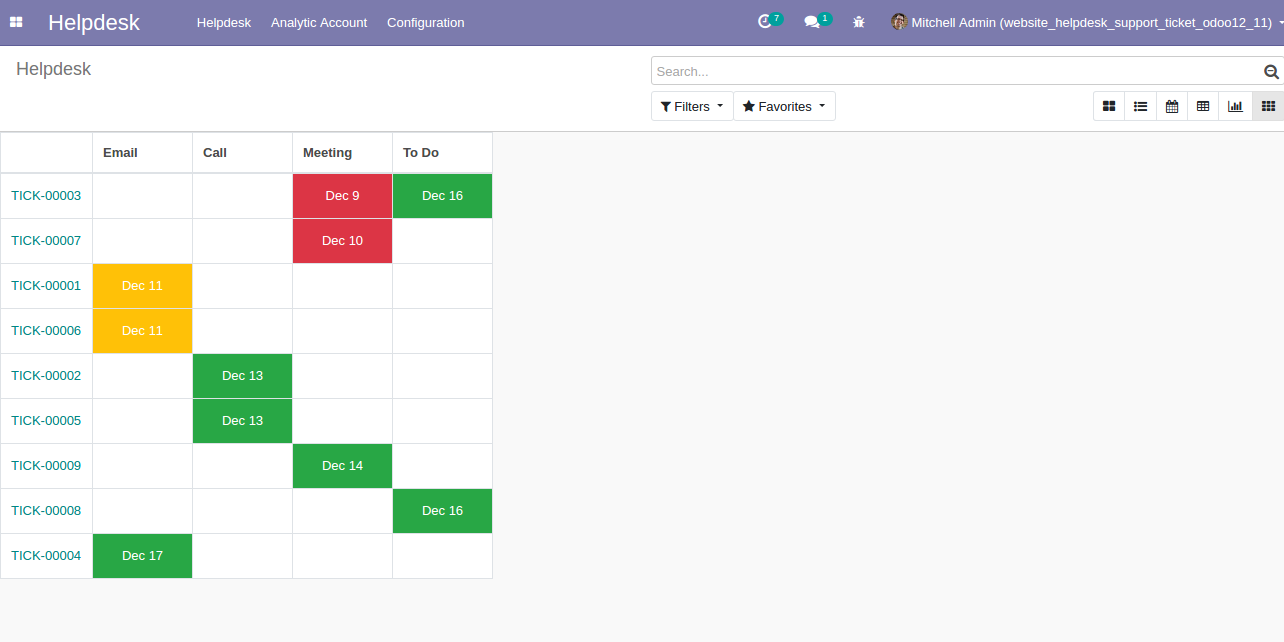 Helpdesk Helpdesk Analytic Account Configuration 7 1 Mitchell Admin (website_helpdesk_support_ticket_odoo12_11)
Helpdesk Search...
Filters Favorites
Email Call Meeting To Do
TICK-00003 Dec 9 Dec 16
TICK-00007 Dec 10
TICK-00001 Dec 11
TICK-00006 Dec 11
TICK-00002 Dec 13
TICK-00005 Dec 13
TICK-00009 Dec 14
TICK-00008 Dec 16
TICK-00004 Dec 17